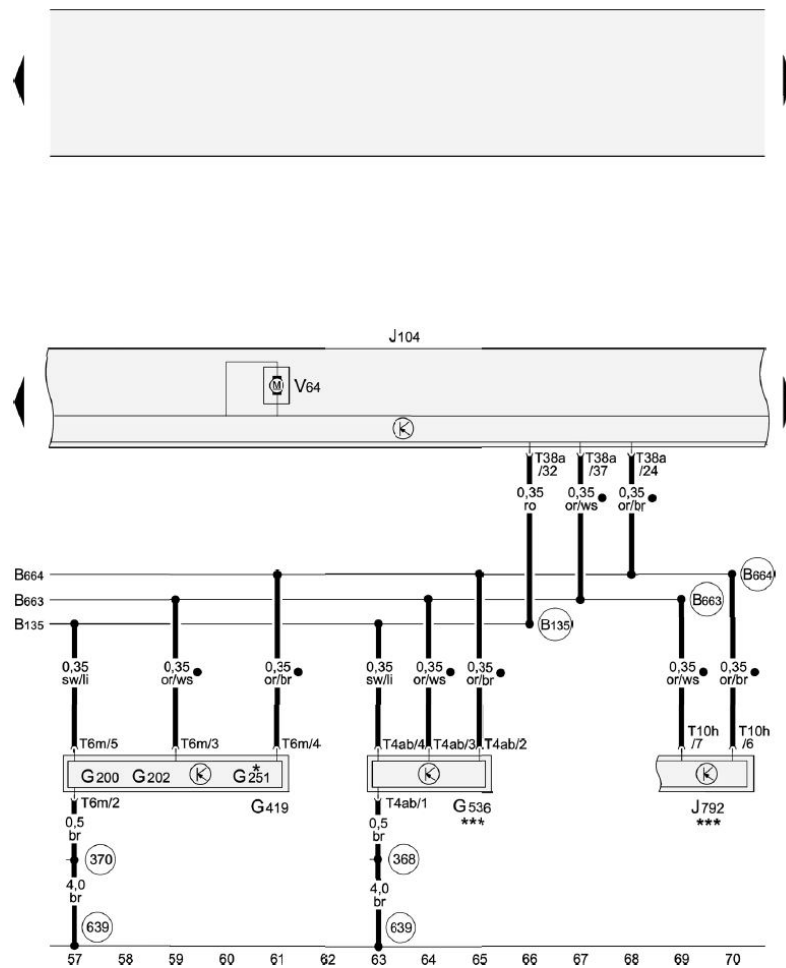 J104
M V64
T38a/32 T38a/37 T38a/24
0,35 ro 0,35 or/ws 0,35 or/br
B664 B664
B663 B663
B135 B135
0,35 sw/li 0,35 or/ws 0,35 or/br 0,35 sw/li 0,35 or/ws 0,35 or/br 0,35 or/ws 0,35 or/br
T6m/5 T6m/3 T6m/4 T4ab/4 T4ab/3 T4ab/2 T10h/7 T10h/6
G200 G202 G251*
T6m/2 G419 T4ab/1 G536 *** J792 ***
0,5 br 0,5 br
370 368
4,0 br 4,0 br
639 639
57 58 59 60 61 62 63 64 65 66 67 68 69 70